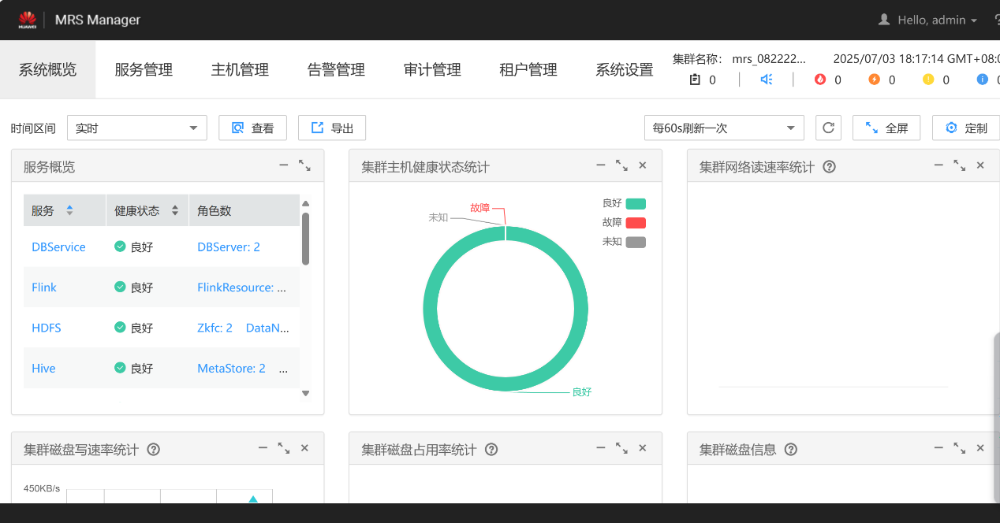 HUAWEI MRS Manager Hello, admin
系统概览 服务管理 主机管理 告警管理 审计管理 租户管理 系统设置
集群名称： mrs_082222... 2025/07/03 18:17:14 GMT+08:0
0 0 0 0 0
时间区间 实时 查看 导出 每60s刷新一次 全屏 定制
服务概览
服务 健康状态 角色数
DBService 良好 DBServer: 2
Flink 良好 FlinkResource: ...
HDFS 良好 Zkfc: 2 DataN...
Hive 良好 MetaStore: 2 ...
集群主机健康状态统计
良好
故障
未知
故障
未知
良好
集群网络读速率统计
集群磁盘写速率统计
450KB/s
集群磁盘占用率统计
集群磁盘信息